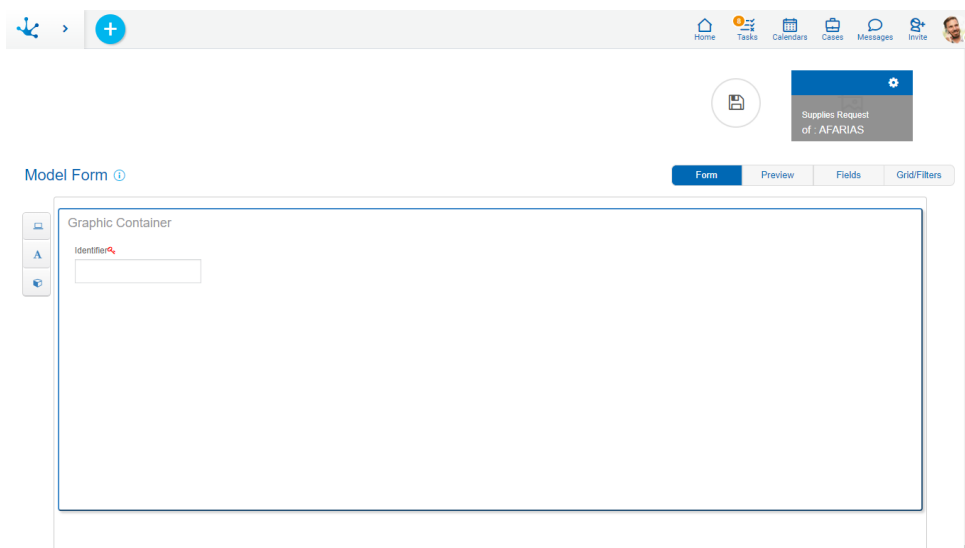 Home
Tasks
Calendars
Cases
Messages
Invite
Supplies Request
of : AFARIAS
Model Form
Form
Preview
Fields
Grid/Filters
A
Graphic Container
Identifier